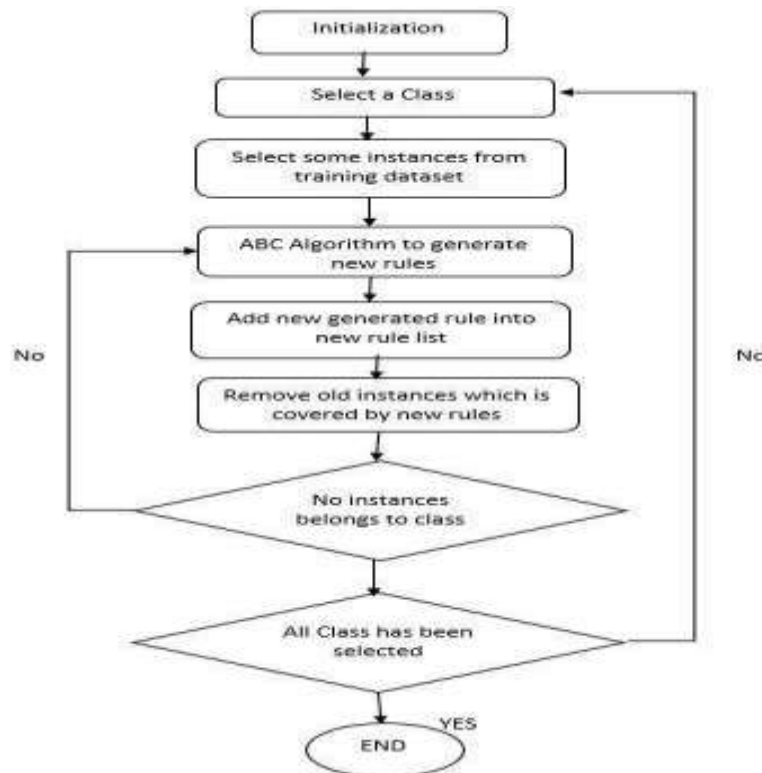 Initialization
Select a Class
Select some instances from
training dataset
ABC Algorithm to generate
new rules
Add new generated rule into
new rule list
No
No
Remove old instances which is
covered by new rules
No instances
belongs to class
All Class has been
selected
YES
END